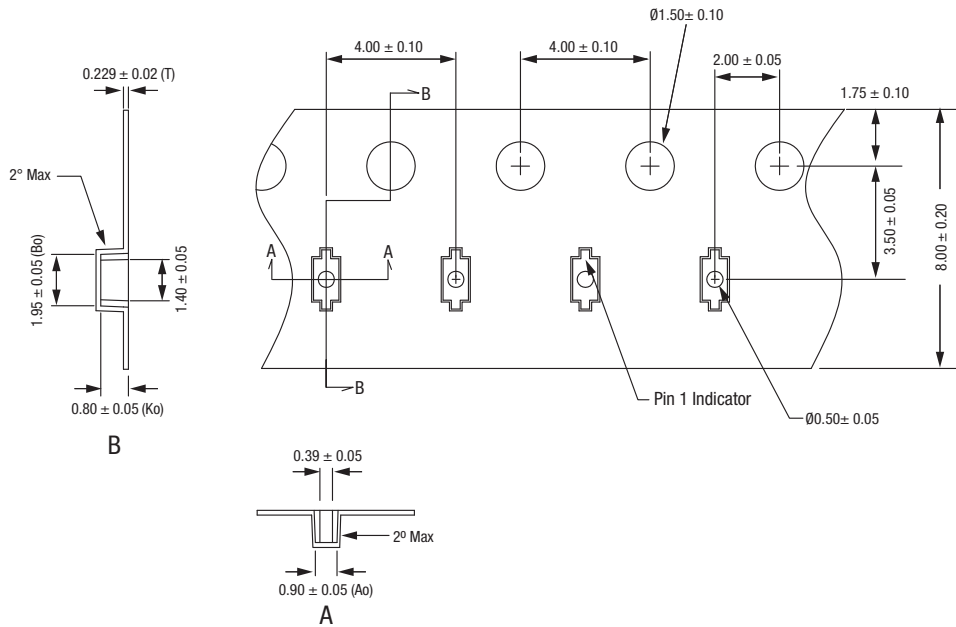 Ø1.50± 0.10
4.00 ± 0.10
4.00 ± 0.10
2.00 ± 0.05
0.229 ± 0.02 (T)
B
1.75 ± 0.10
2° Max
A
A
3.50 ± 0.05
8.00 ± 0.20
1.95 ± 0.05 (Bo)
1.40 ± 0.05
B
Pin 1 Indicator
0.80 ± 0.05 (Ko)
Ø0.50± 0.05
B
0.39 ± 0.05
2º Max
0.90 ± 0.05 (Ao)
A